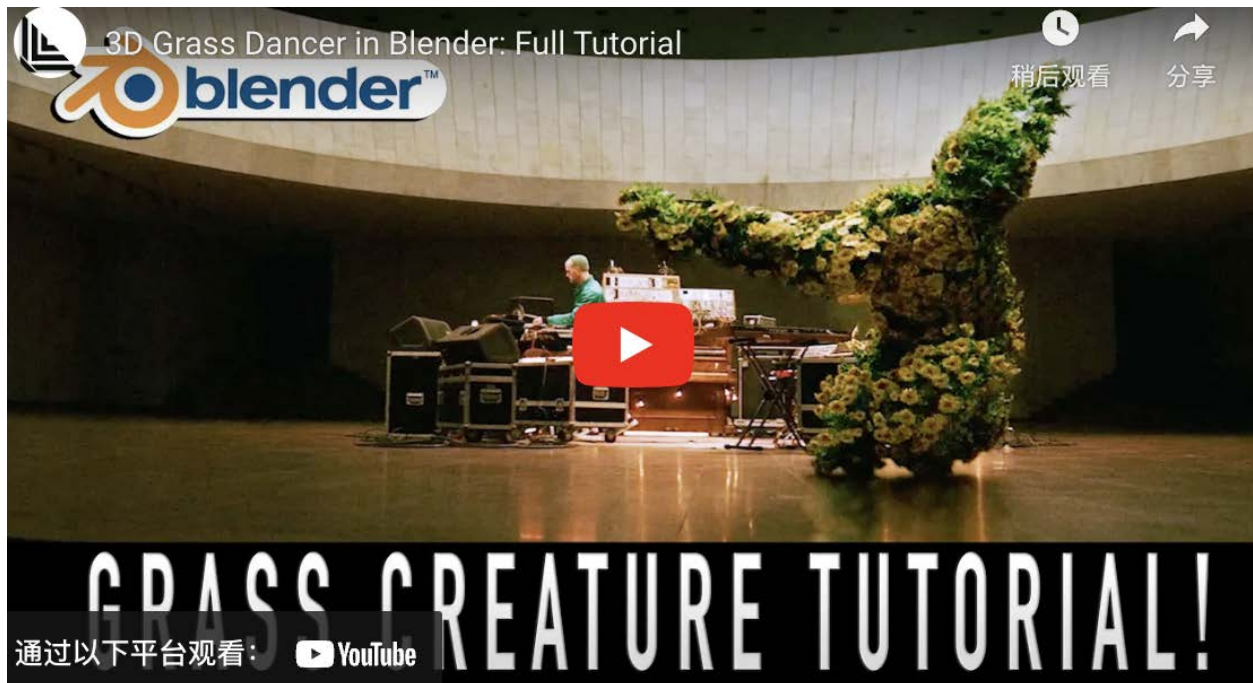 3D Grass Dancer in Blender: Full Tutorial
blender™
稍后观看
分享
GRASS CREATURE TUTORIAL!
通过以下平台观看：
YouTube